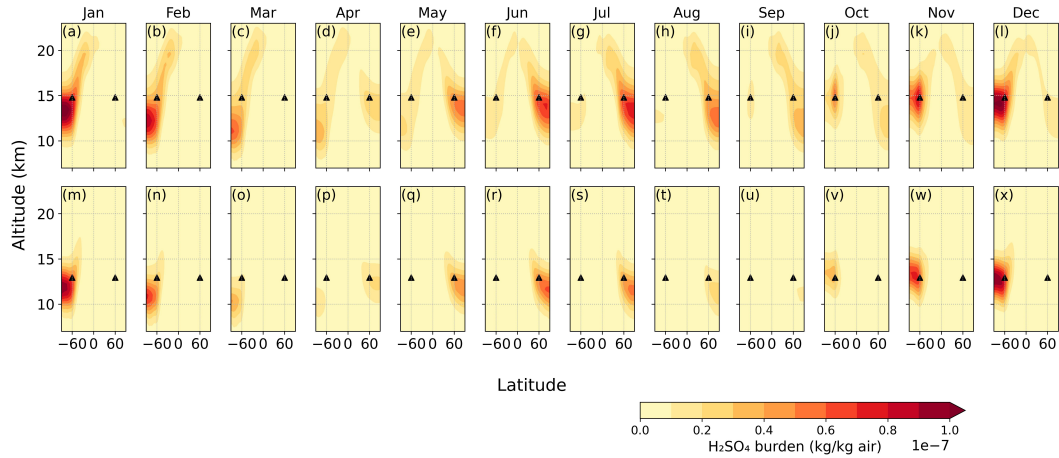 Jan Feb Mar Apr May Jun Jul Aug Sep Oct Nov Dec
(a) (b) (c) (d) (e) (f) (g) (h) (i) (j) (k) (l)
20
15
10
Altitude (km)
(m) (n) (o) (p) (q) (r) (s) (t) (u) (v) (w) (x)
20
15
10
−60 0 60 −60 0 60 −60 0 60 −60 0 60 −60 0 60 −60 0 60 −60 0 60 −60 0 60 −60 0 60 −60 0 60 −60 0 60 −60 0 60
Latitude
0.0 0.2 0.4 0.6 0.8 1.0
H₂SO₄ burden (kg/kg air) 1e−7